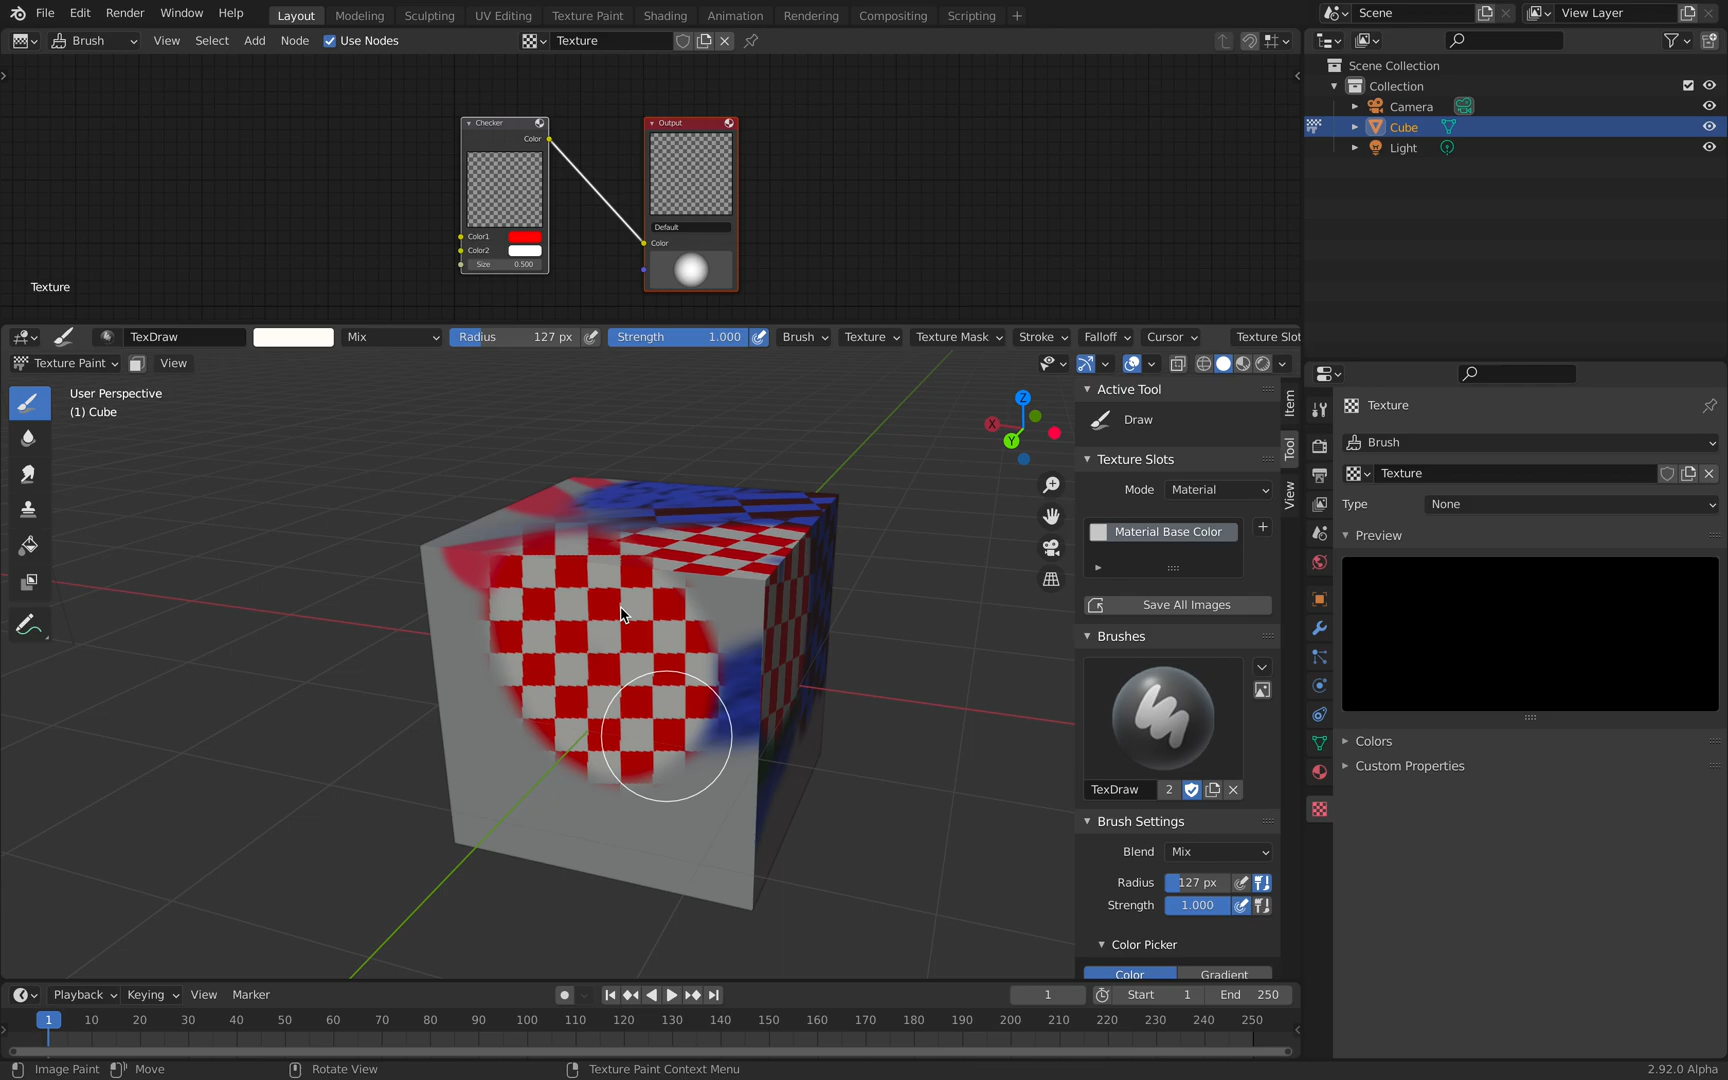 File Edit Render Window Help Layout Modeling Sculpting UV Editing Texture Paint Shading Animation Rendering Compositing Scripting + Scene View Layer
Brush View Select Add Node Use Nodes Texture
Scene Collection
Collection
Camera
Cube
Light
Checker
Color
Color1
Color2
Size 0.500
Output
Default
Color
Texture
TexDraw Mix Radius 127 px Strength 1.000 Brush Texture Texture Mask Stroke Falloff Cursor Texture Slot
Texture Paint View
User Perspective
(1) Cube
Z
X
Y
Active Tool
Draw
Texture Slots
Mode Material
Material Base Color
Save All Images
Brushes
TexDraw 2
Brush Settings
Blend Mix
Radius 127 px
Strength 1.000
Color Picker
Color Gradient
Item
Tool
View
Texture
Brush
Texture
Type None
Preview
Colors
Custom Properties
Playback Keying View Marker 1 Start 1 End 250
1 10 20 30 40 50 60 70 80 90 100 110 120 130 140 150 160 170 180 190 200 210 220 230 240 250
Image Paint Move Rotate View Texture Paint Context Menu 2.92.0 Alpha